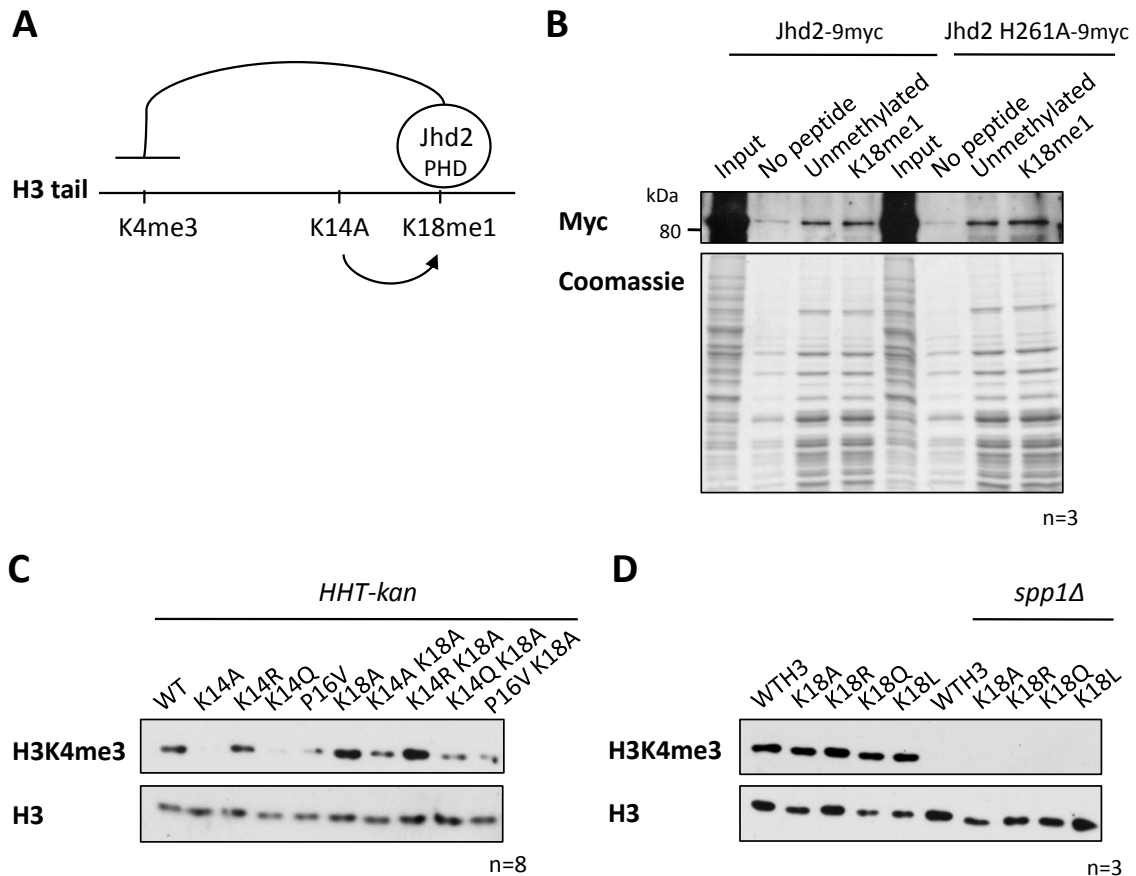 A
Jhd2
PHD
H3 tail
K4me3 K14A K18me1
B
Jhd2-9myc Jhd2 H261A-9myc
Input No peptide Unmethylated K18me1 Input No peptide Unmethylated K18me1
kDa
Myc 80
Coomassie
n=3
C
HHT-kan
WT K14A K14R K14Q P16V K18A K14A K18A K14R K18A K14Q K18A P16V K18A
H3K4me3
H3
n=8
D
spp1Δ
WTH3 K18A K18R K18Q K18L WTH3 K18A K18R K18Q K18L
H3K4me3
H3
n=3